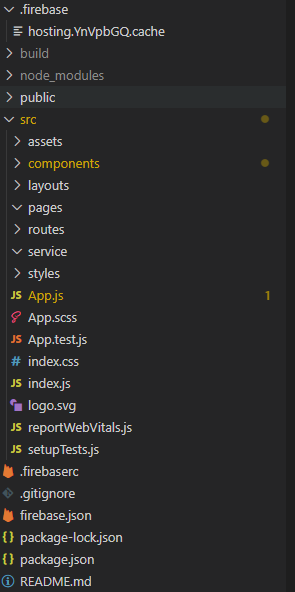 .firebase
hosting.YnVpbGQ.cache
build
node_modules
public
src
assets
components
layouts
pages
routes
service
styles
JS App.js 1
App.scss
JS App.test.js
# index.css
JS index.js
logo.svg
JS reportWebVitals.js
JS setupTests.js
.firebaserc
.gitignore
firebase.json
{} package-lock.json
{} package.json
README.md